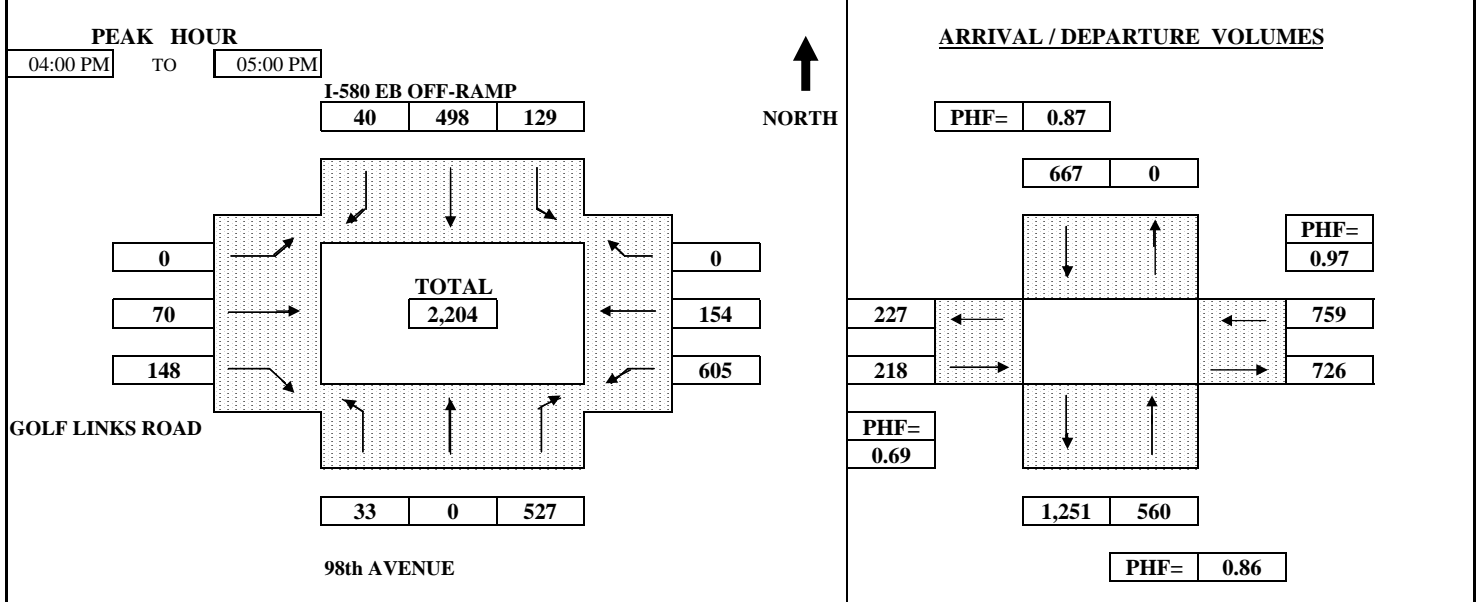 PEAK HOUR
04:00 PM TO 05:00 PM
I-580 EB OFF-RAMP
40 498 129
NORTH
0 0
TOTAL
70 2,204 154
148 605
GOLF LINKS ROAD
33 0 527
98th AVENUE
ARRIVAL / DEPARTURE VOLUMES
PHF= 0.87
667 0
PHF=
0.97
227 759
218 726
PHF=
0.69
1,251 560
PHF= 0.86